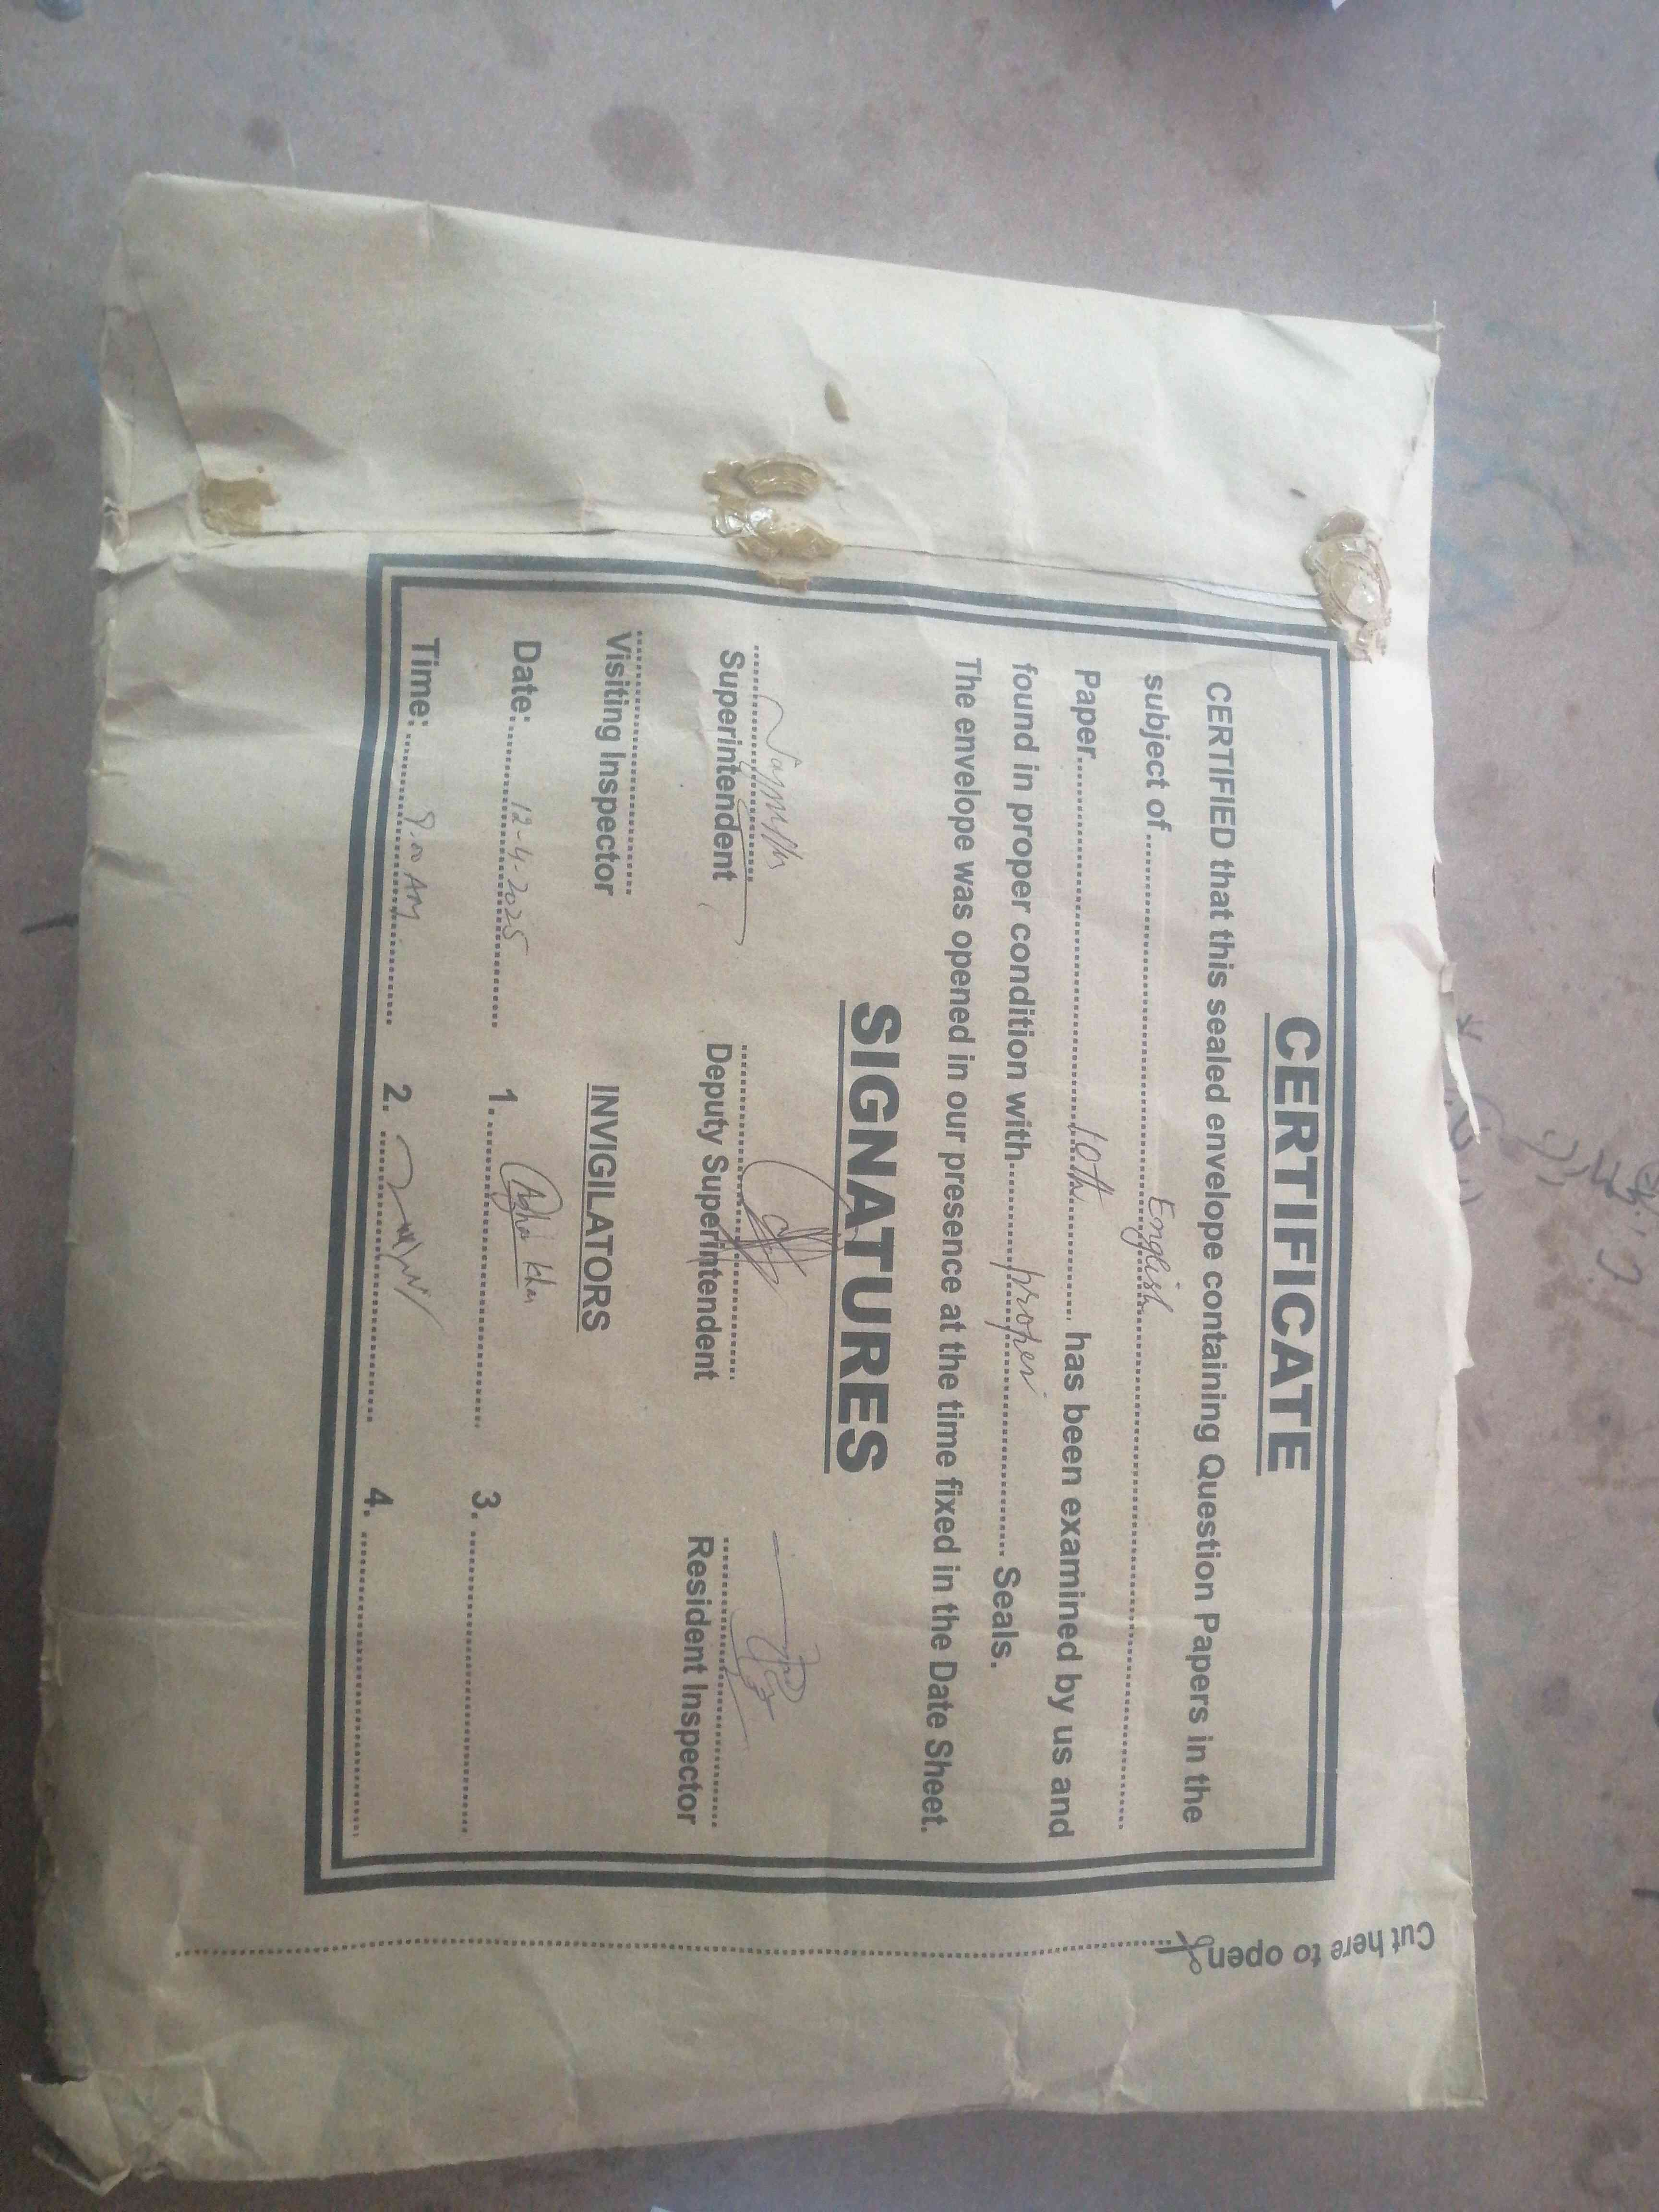 CERTIFICATE
CERTIFIED that this sealed envelope containing Question Papers in the
subject of English
Paper 10th has been examined by us and
found in proper condition with proper Seals.
The envelope was opened in our presence at the time fixed in the Date Sheet.
SIGNATURES
Superintendent Deputy Superintendent Resident Inspector
Visiting Inspector INVIGILATORS
Date: 12-4-2025 1. 3.
Time: 9.00 AM 2. 4.
Cut here to open